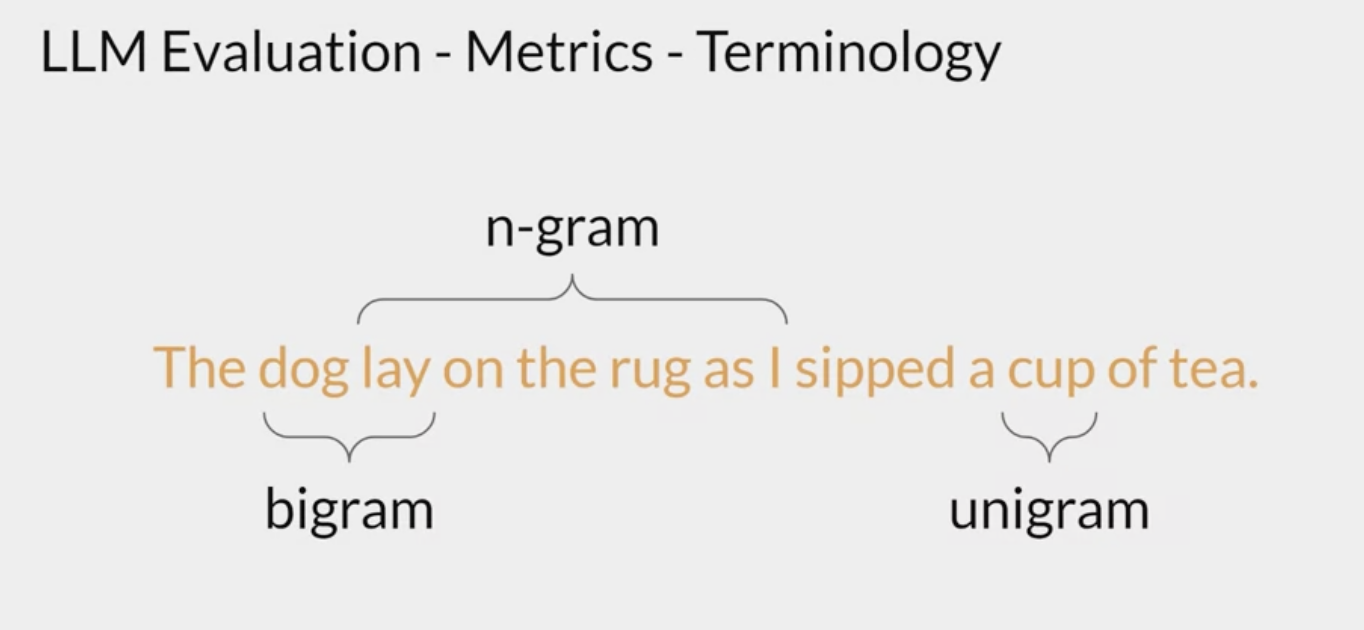 LLM Evaluation - Metrics - Terminology
n-gram
The dog lay on the rug as I sipped a cup of tea.
bigram
unigram